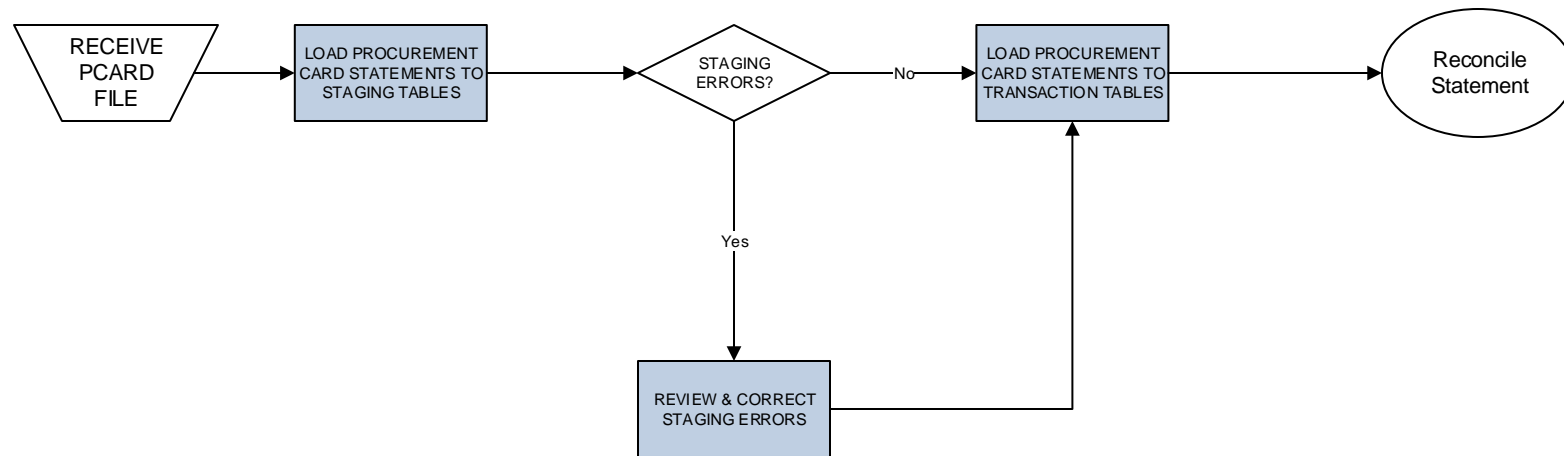 RECEIVE
PCARD
FILE
LOAD PROCUREMENT
CARD STATEMENTS TO
STAGING TABLES
STAGING
ERRORS?
No
LOAD PROCUREMENT
CARD STATEMENTS TO
TRANSACTION TABLES
Reconcile
Statement
Yes
REVIEW & CORRECT
STAGING ERRORS